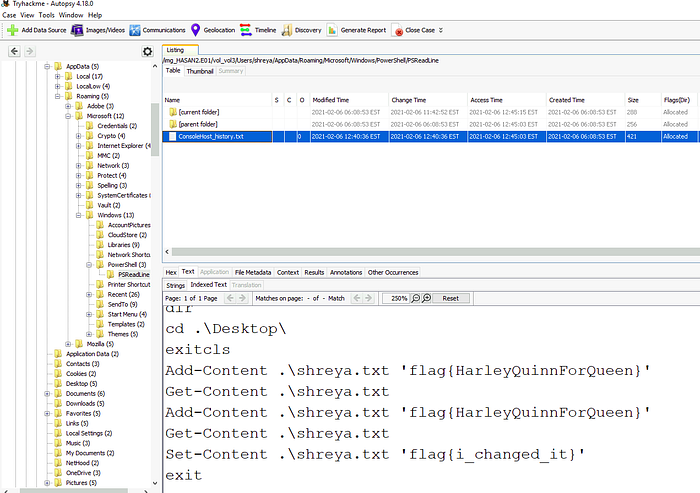 Tryhackme - Autopsy 4.18.0
Case View Tools Window Help
Add Data Source Images/Videos Communications Geolocation Timeline Discovery Generate Report Close Case
Listing
/img_HASAN2.E01/vol_vol3/Users/shreya/AppData/Roaming/Microsoft/Windows/PowerShell/PSReadLine
Table Thumbnail Summary
Name S C O Modified Time Change Time Access Time Created Time Size Flags(Dir)
[current folder] 2021-02-06 06:08:53 EST 2021-02-06 11:42:52 EST 2021-02-06 12:45:15 EST 2021-02-06 06:08:53 EST 288 Allocated
[parent folder] 2021-02-06 06:08:53 EST 2021-02-06 06:08:53 EST 2021-02-06 12:45:03 EST 2021-02-06 06:08:53 EST 256 Allocated
ConsoleHost_history.txt 0 2021-02-06 12:40:36 EST 2021-02-06 12:40:36 EST 2021-02-06 12:45:03 EST 2021-02-06 06:08:53 EST 421 Allocated
AppData (5)
Local (17)
LocalLow (4)
Roaming (5)
Adobe (3)
Microsoft (12)
Credentials (2)
Crypto (4)
Internet Explorer (4
MMC (2)
Network (3)
Protect (4)
Spelling (3)
SystemCertificates (
Vault (2)
Windows (13)
AccountPictures
CloudStore (2)
Libraries (9)
Network Shortc
PowerShell (3)
PSReadLine
Printer Shortcut
Recent (26)
SendTo (9)
Start Menu (4)
Templates (2)
Themes (5)
Mozilla (5)
Application Data (2)
Contacts (3)
Cookies (2)
Desktop (5)
Documents (6)
Downloads (5)
Favorites (5)
Links (5)
Local Settings (2)
Music (3)
My Documents (2)
NetHood (2)
OneDrive (3)
Pictures (5)
Hex Text Application File Metadata Context Results Annotations Other Occurrences
Strings Indexed Text Translation
Page: 1 of 1 Page Matches on page: - of - Match 250% Reset
dir
cd .\Desktop\
exitcls
Add-Content .\shreya.txt 'flag{HarleyQuinnForQueen}'
Get-Content .\shreya.txt
Add-Content .\shreya.txt 'flag{HarleyQuinnForQueen}'
Get-Content .\shreya.txt
Set-Content .\shreya.txt 'flag{i_changed_it}'
exit